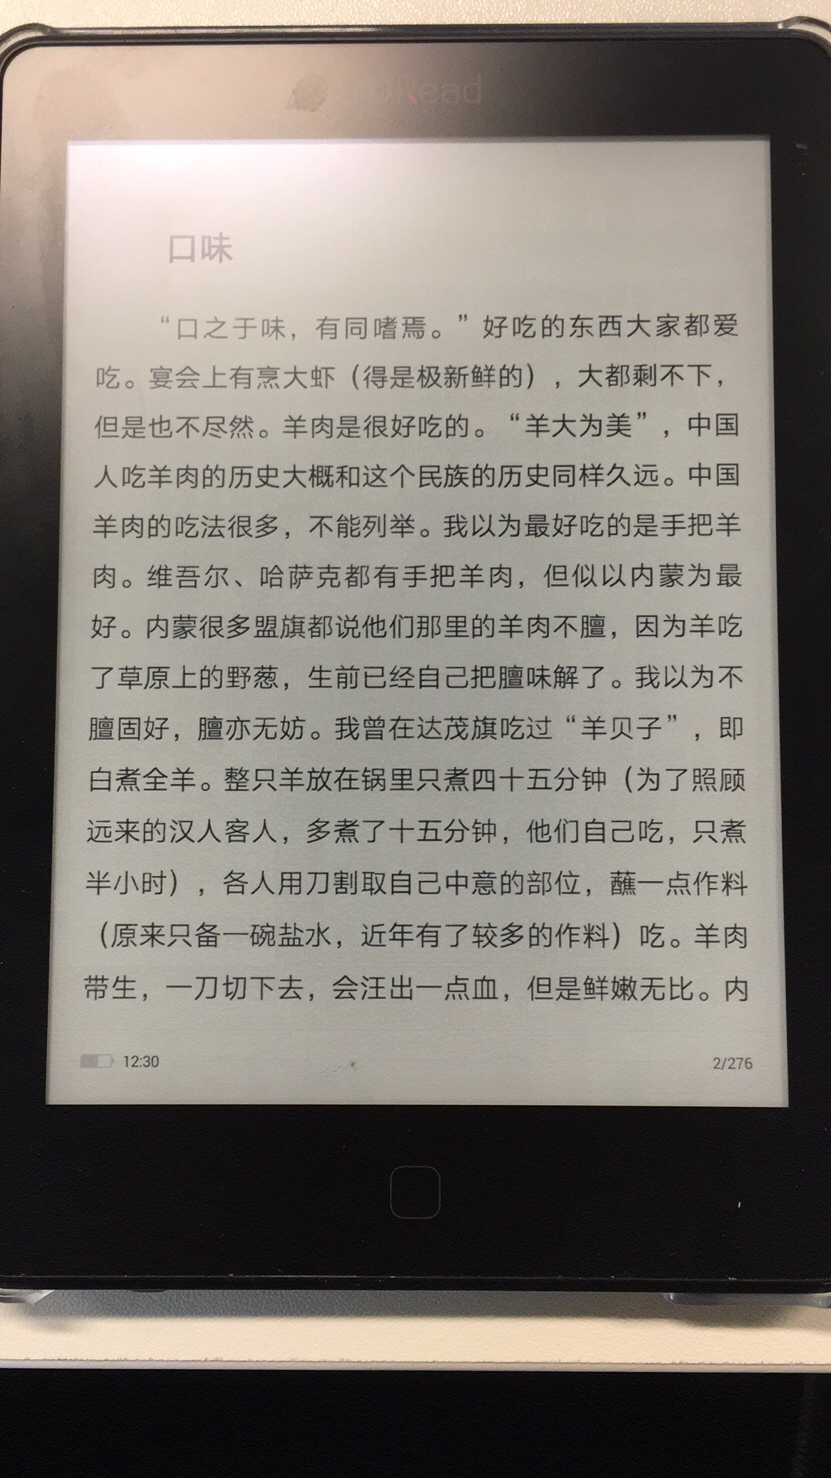 Read
口味
“口之于味，有同嗜焉。”好吃的东西大家都爱
吃。宴会上有烹大虾（得是极新鲜的），大都剩不下，
但是也不尽然。羊肉是很好吃的。“羊大为美”，中国
人吃羊肉的历史大概和这个民族的历史同样久远。中国
羊肉的吃法很多，不能列举。我以为最好吃的是手把羊
肉。维吾尔、哈萨克都有手把羊肉，但似以内蒙为最
好。内蒙很多盟旗都说他们那里的羊肉不膻，因为羊吃
了草原上的野葱，生前已经自己把膻味解了。我以为不
膻固好，膻亦无妨。我曾在达茂旗吃过“羊贝子”，即
白煮全羊。整只羊放在锅里只煮四十五分钟（为了照顾
远来的汉人客人，多煮了十五分钟，他们自己吃，只煮
半小时），各人用刀割取自己中意的部位，蘸一点作料
（原来只备一碗盐水，近年有了较多的作料）吃。羊肉
带生，一刀切下去，会汪出一点血，但是鲜嫩无比。内
12:30
2/276